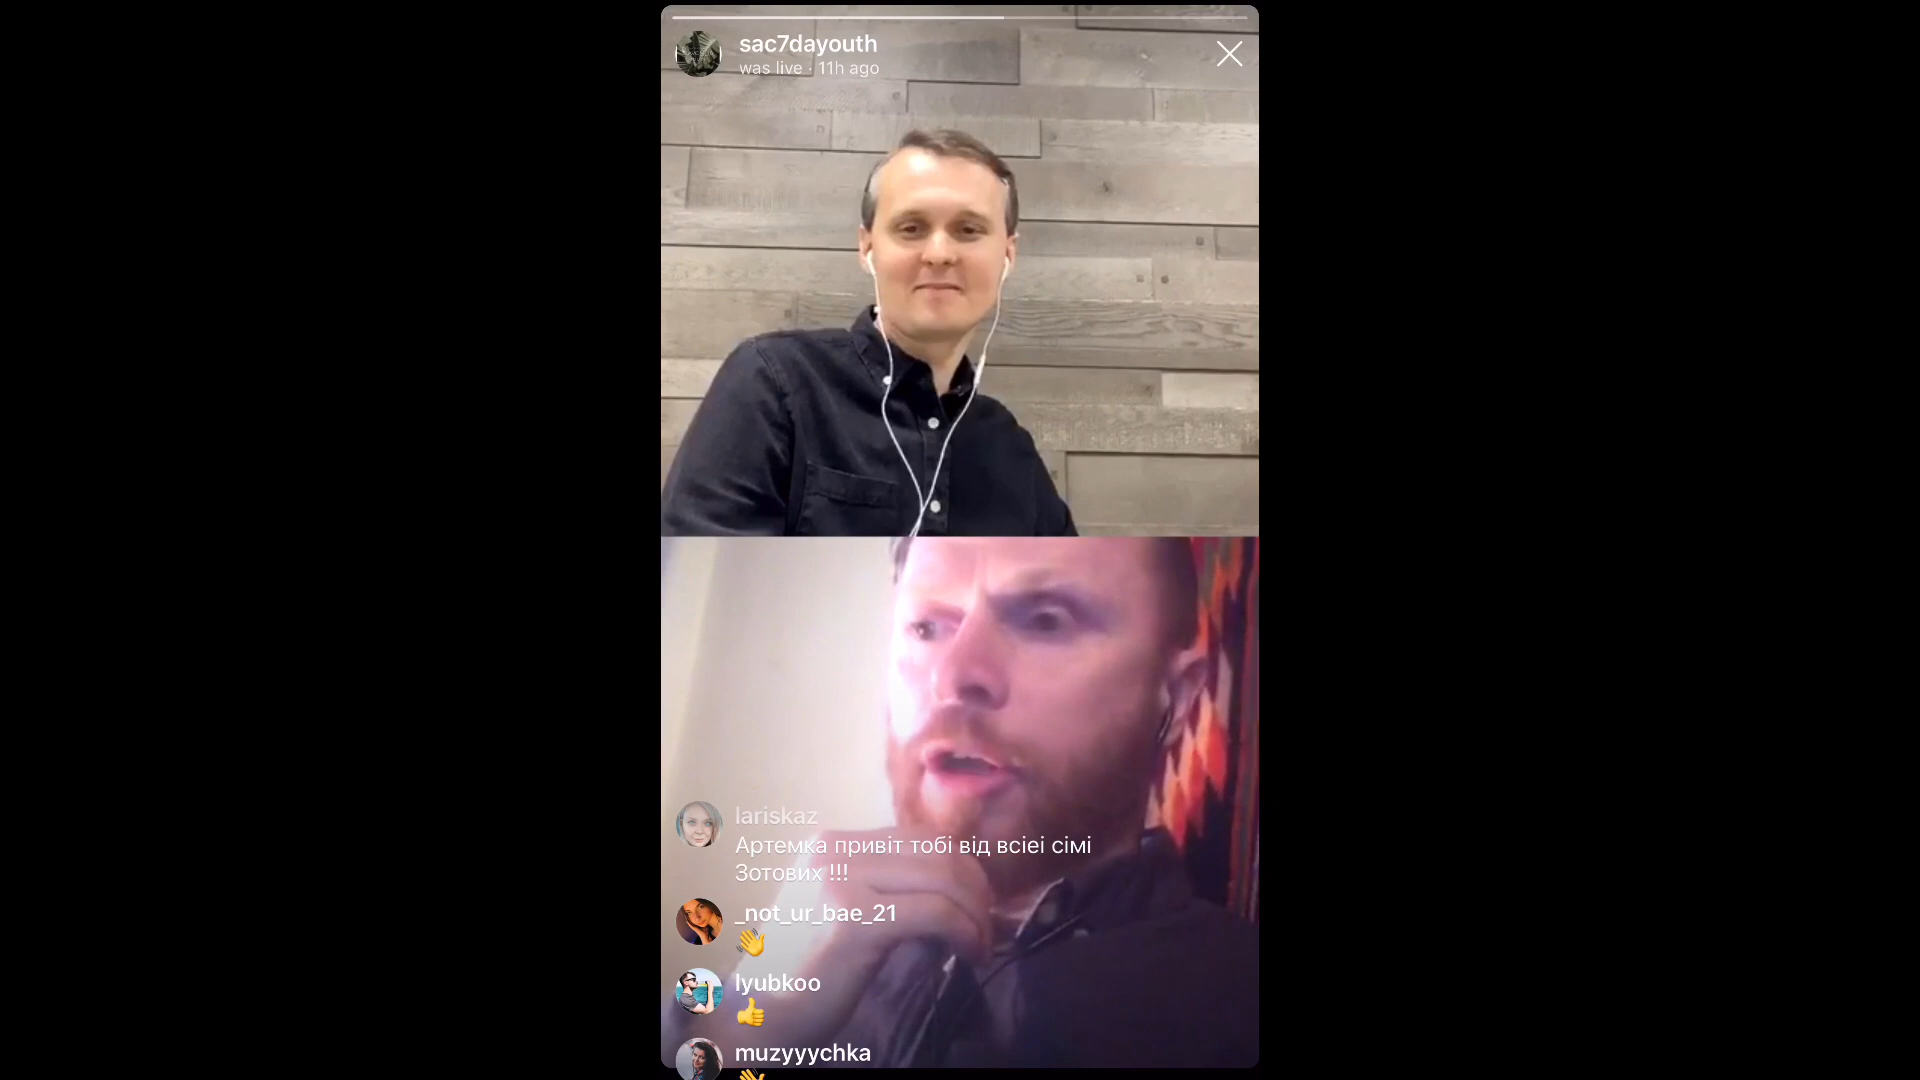 sac7dayouth
was live · 11h ago
lariskaz
Артемка привіт тобі від всіеі сімі
Зотових !!!
_not_ur_bae_21
👋
lyubkoo
👍
muzyyychka
👋